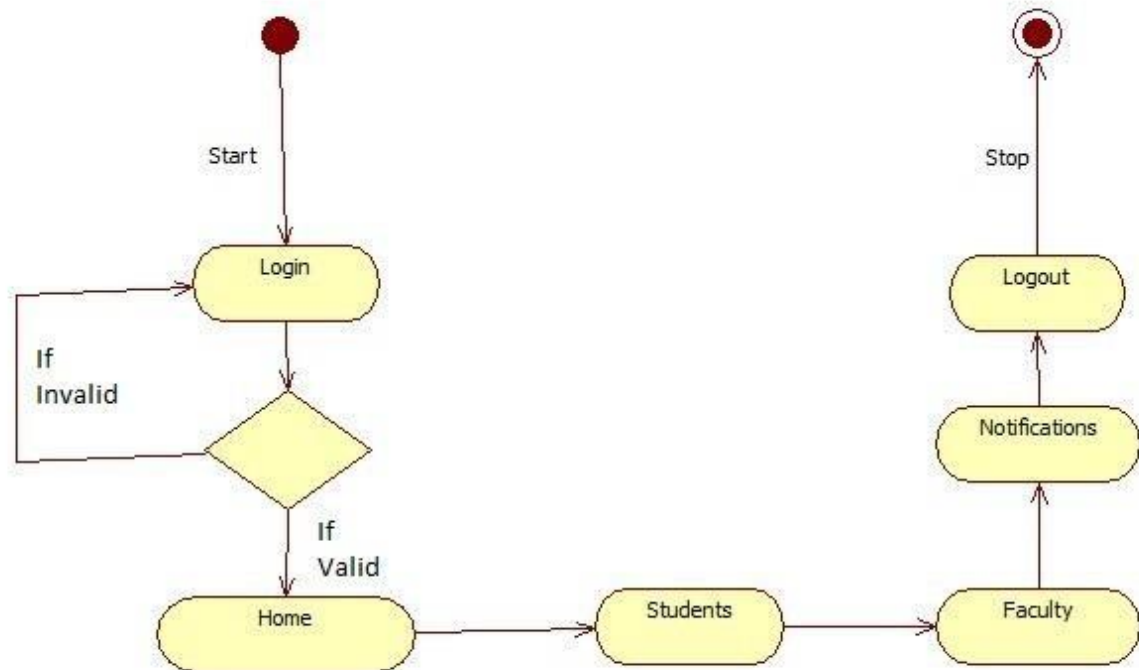 Start
Stop
Login
Logout
If
Invalid
Notifications
If
Valid
Home
Students
Faculty